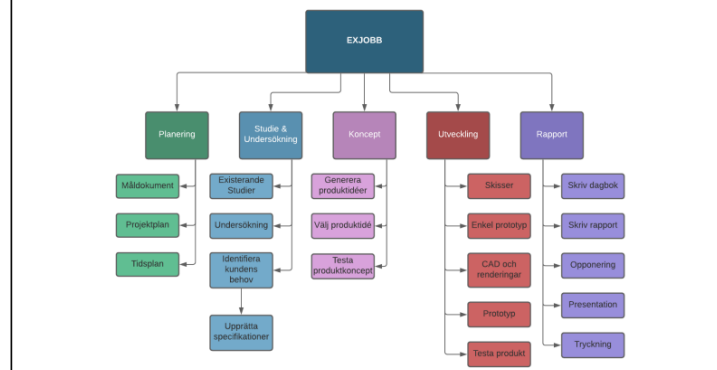 EXJOBB
Planering
Studie &
Undersökning
Koncept
Utveckling
Rapport
Måldokument
Projektplan
Tidsplan
Existerande
Studier
Undersökning
Identifiera
kundens
behov
Upprätta
specifikationer
Generera
produktidéer
Välj produktidé
Testa
produktkoncept
Skisser
Enkel prototyp
CAD och
renderingar
Prototyp
Testa produkt
Skriv dagbok
Skriv rapport
Opponering
Presentation
Tryckning